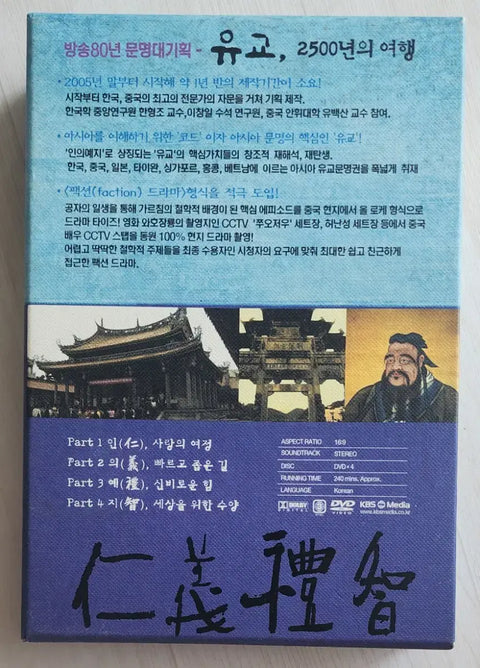 방송80년 문명대기획 - 유교, 2500년의 여행
· 2005년 말부터 시작해 약 1년 반의 제작기간이 소요!
시작부터 한국, 중국의 최고의 전문가의 자문을 거쳐 기획 제작.
한국학 중앙연구원 한형조 교수, 이창일 수석 연구원, 중국 안휘대학 유백산 교수 참여.
· 아시아를 이해하기 위한 '코드' 이자 아시아 문명의 핵심인 '유교'!
'인의예지'로 상징되는 '유교'의 핵심가치들의 창조적 재해석, 재탄생.
한국, 중국, 일본, 타이완, 싱가포르, 홍콩, 베트남에 이르는 아시아 유교문명권을 폭넓게 취재
· <팩션(faction) 드라마>형식을 적극 도입!
공자의 일생을 통해 가르침의 철학적 배경이 된 핵심 에피소드를 중국 현지에서 올 로케 형식으로
드라마 타이즈! 영화 와호장룡의 촬영지인 CCTV '쭈오저우' 세트장, 허난성 세트장 등에서 중국
배우 CCTV 스탭을 동원 100% 현지 드라마 촬영!
어렵고 딱딱한 철학적 주제들을 최종 수용자인 시청자의 요구에 맞춰 최대한 쉽고 친근하게
접근한 팩션 드라마.
Part 1 인(仁), 사람의 여정
Part 2 의(義), 빠르고 좁은 길
Part 3 예(禮), 신비로운 힘
Part 4 지(智), 세상을 위한 수양
ASPECT RATIO 16:9
SOUNDTRACK STEREO
DISC DVD × 4
RUNNING TIME 240 mins. Approx.
LANGUAGE Korean
DOLBY DIGITAL DVD VIDEO KBS Media
www.kbsmedia.co.kr
仁義禮智